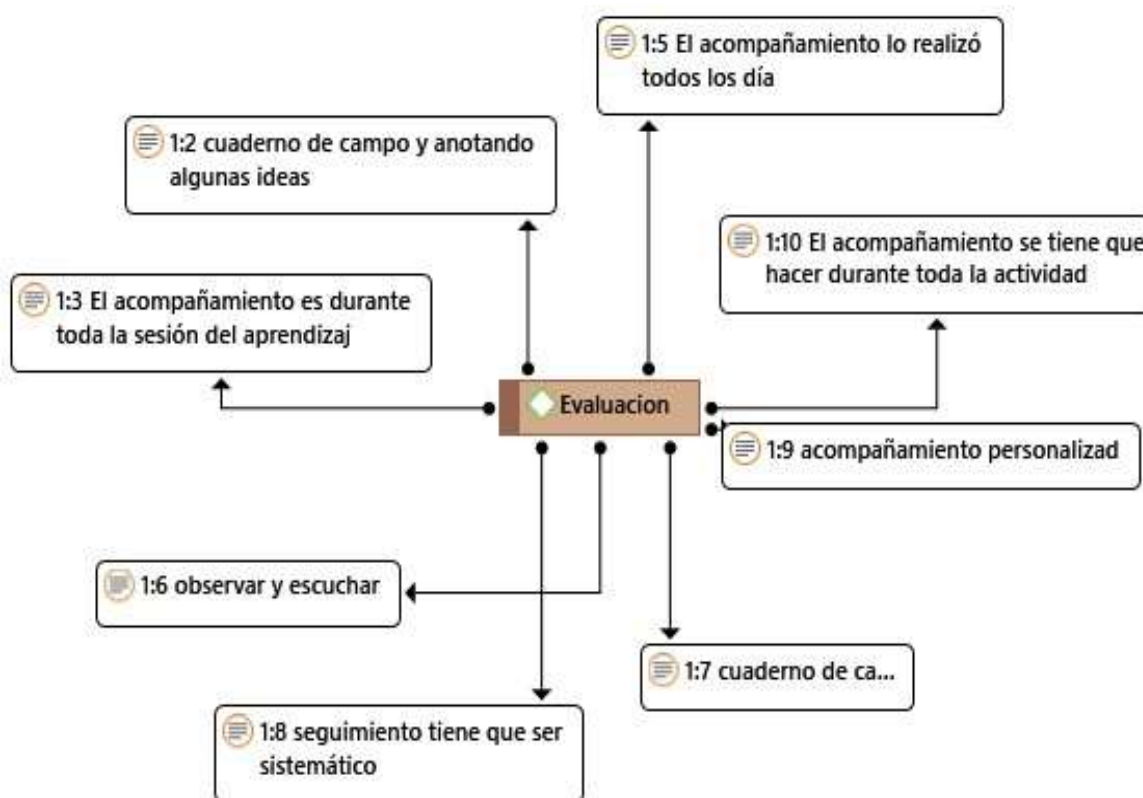 1:5 El acompañamiento lo realizó
todos los día
1:2 cuaderno de campo y anotando
algunas ideas
1:10 El acompañamiento se tiene que
hacer durante toda la actividad
1:3 El acompañamiento es durante
toda la sesión del aprendizaj
Evaluacion
1:9 acompañamiento personalizad
1:6 observar y escuchar
1:7 cuaderno de ca...
1:8 seguimiento tiene que ser
sistemático